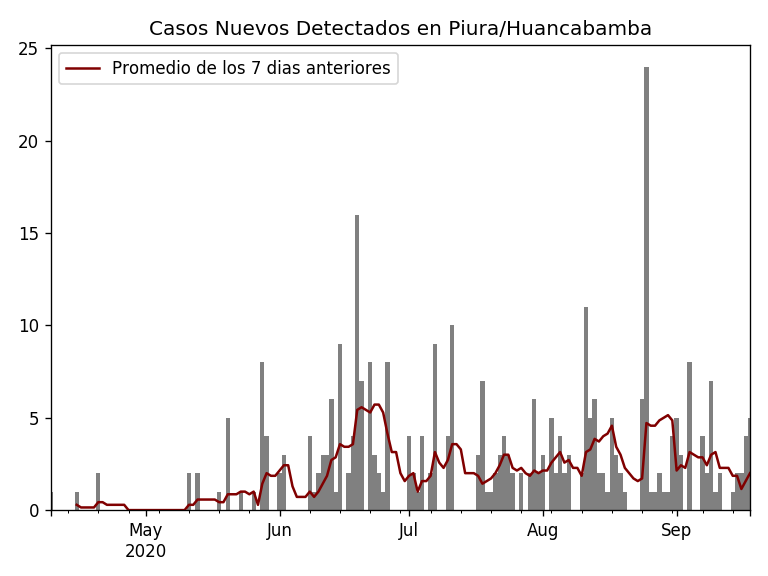 Casos Nuevos Detectados en Piura/Huancabamba
Promedio de los 7 dias anteriores
25
20
15
10
5
0
May Jun Jul Aug Sep
2020